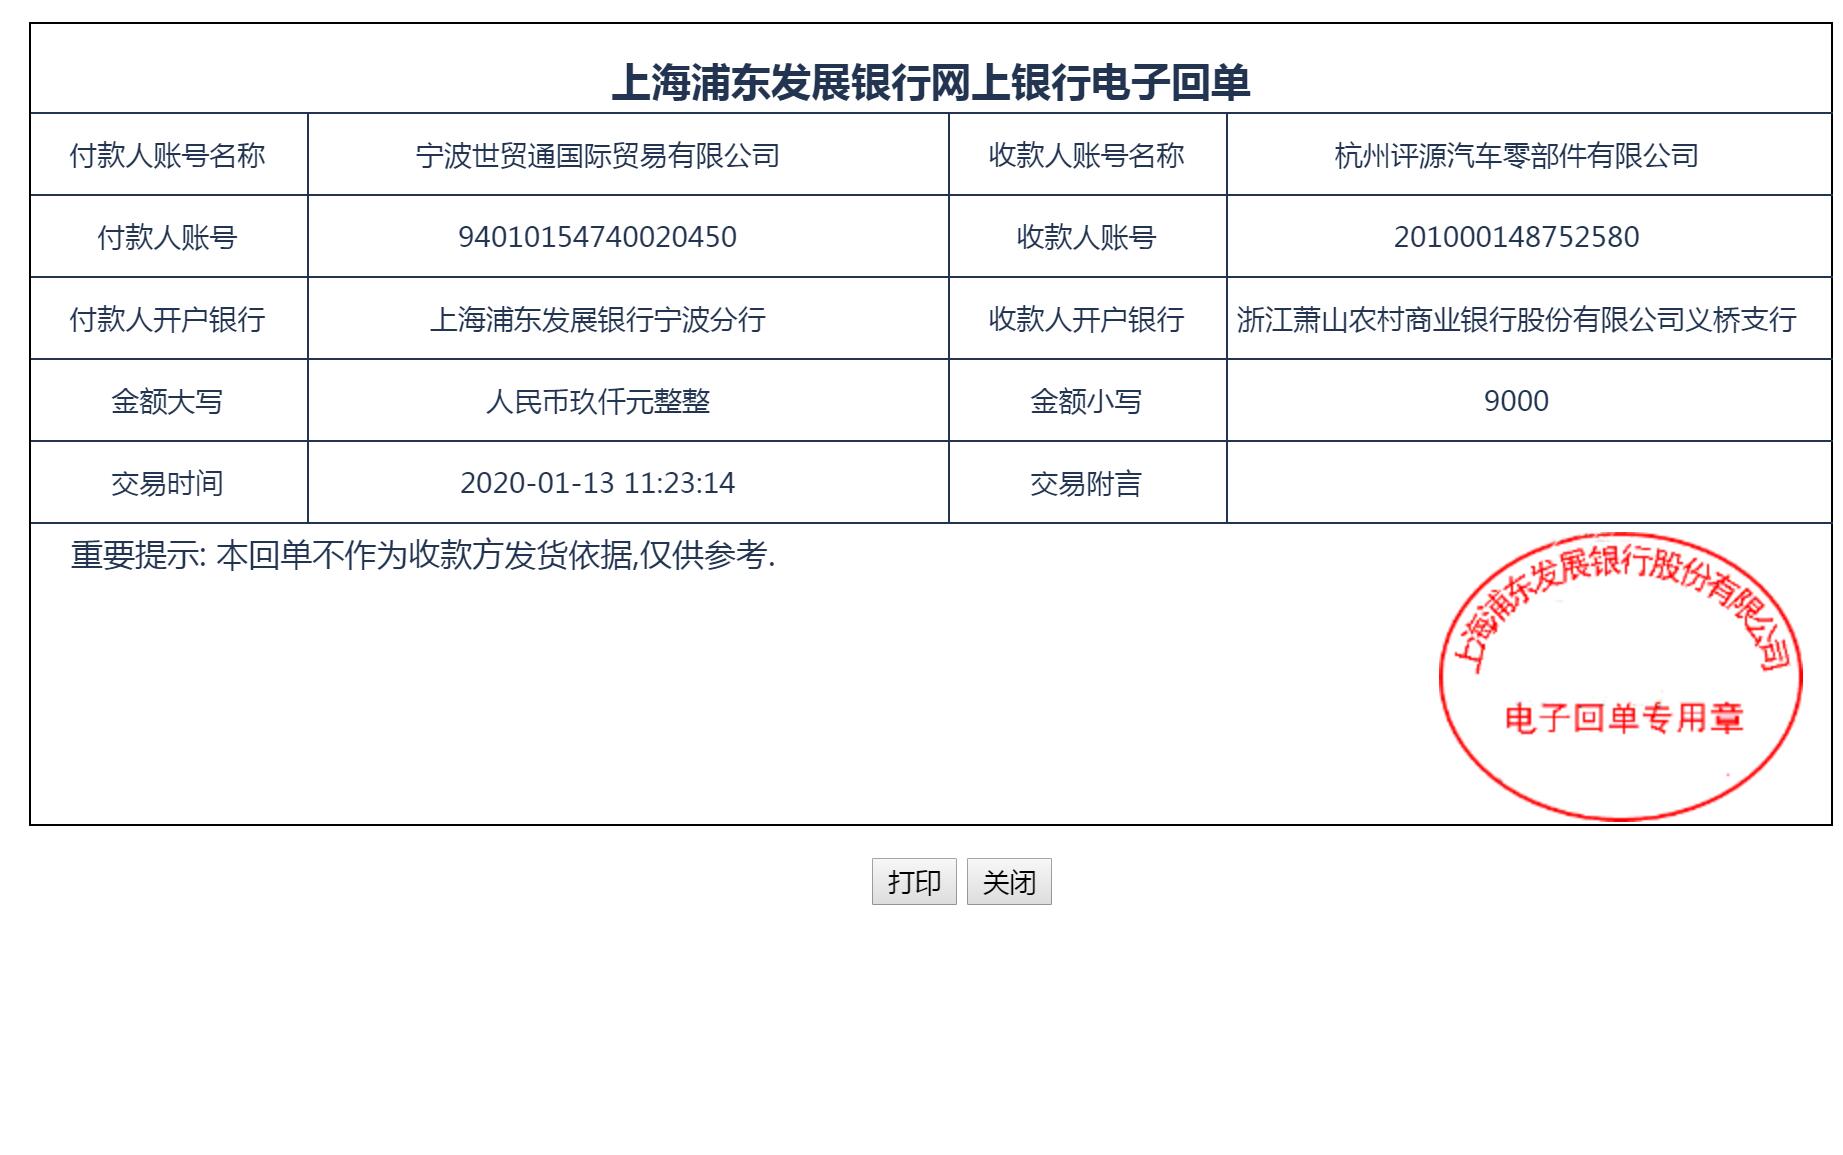 上海浦东发展银行网上银行电子回单
付款人账号名称 宁波世贸通国际贸易有限公司 收款人账号名称 杭州评源汽车零部件有限公司
付款人账号 94010154740020450 收款人账号 201000148752580
付款人开户银行 上海浦东发展银行宁波分行 收款人开户银行 浙江萧山农村商业银行股份有限公司义桥支行
金额大写 人民币玖仟元整整 金额小写 9000
交易时间 2020-01-13 11:23:14 交易附言
重要提示: 本回单不作为收款方发货依据,仅供参考.
上海浦东发展银行股份有限公司
电子回单专用章
打印 关闭